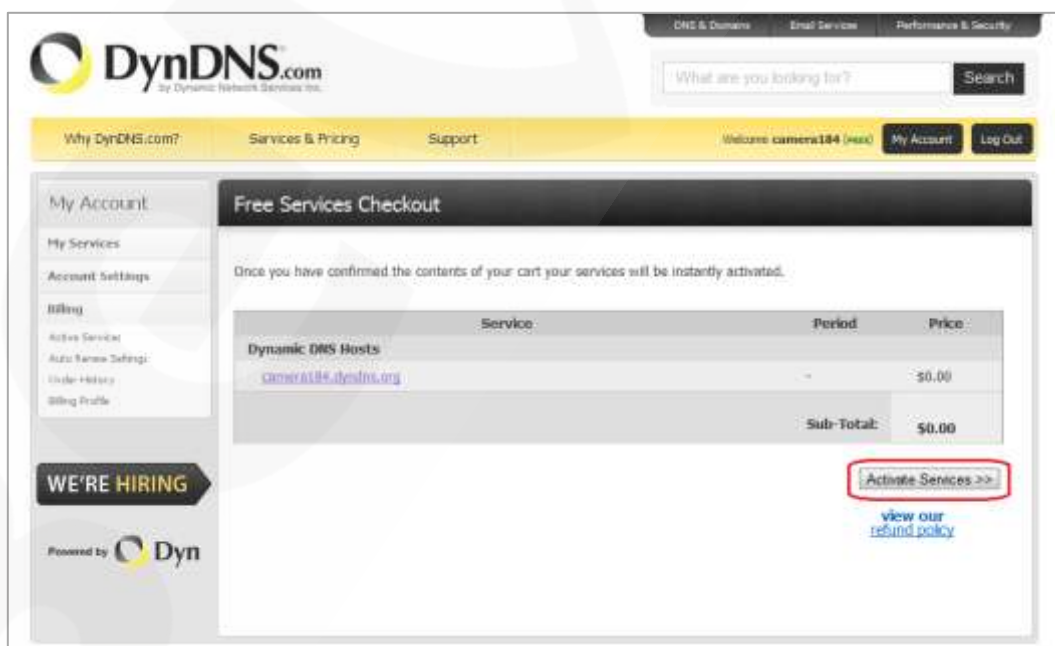 DNS & Domains Email Services Performance & Security
DynDNS.com
by Dynamic Network Services Inc.
What are you looking for? Search
Why DynDNS.com? Services & Pricing Support Welcome camera184 My Account Log Out
My Account
My Services
Account Settings
Billing
Active Services
Auto Renew Settings
Order History
Billing Profile
WE'RE HIRING
Powered by Dyn
Free Services Checkout
Once you have confirmed the contents of your cart your services will be instantly activated.
Service Period Price
Dynamic DNS Hosts
camera184.dyndns.org - $0.00
Sub-Total: $0.00
Activate Services >>
view our
refund policy